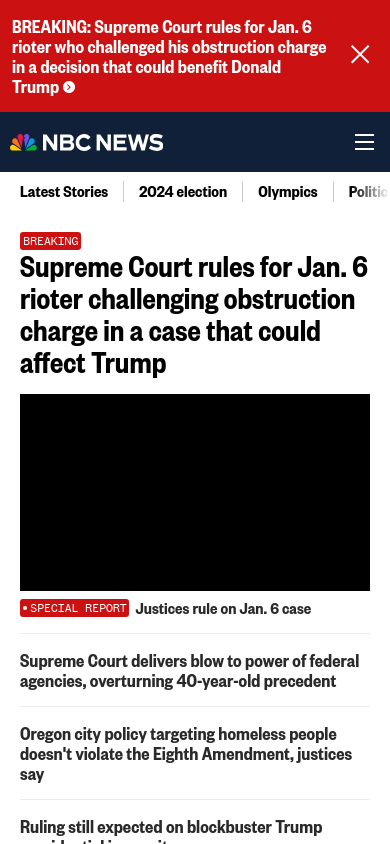 BREAKING: Supreme Court rules for Jan. 6
rioter who challenged his obstruction charge
in a decision that could benefit Donald
Trump
NBC NEWS
Latest Stories
2024 election
Olympics
Politic
BREAKING
Supreme Court rules for Jan. 6
rioter challenging obstruction
charge in a case that could
affect Trump
SPECIAL REPORT Justices rule on Jan. 6 case
Supreme Court delivers blow to power of federal
agencies, overturning 40-year-old precedent
Oregon city policy targeting homeless people
doesn't violate the Eighth Amendment, justices
say
Ruling still expected on blockbuster Trump